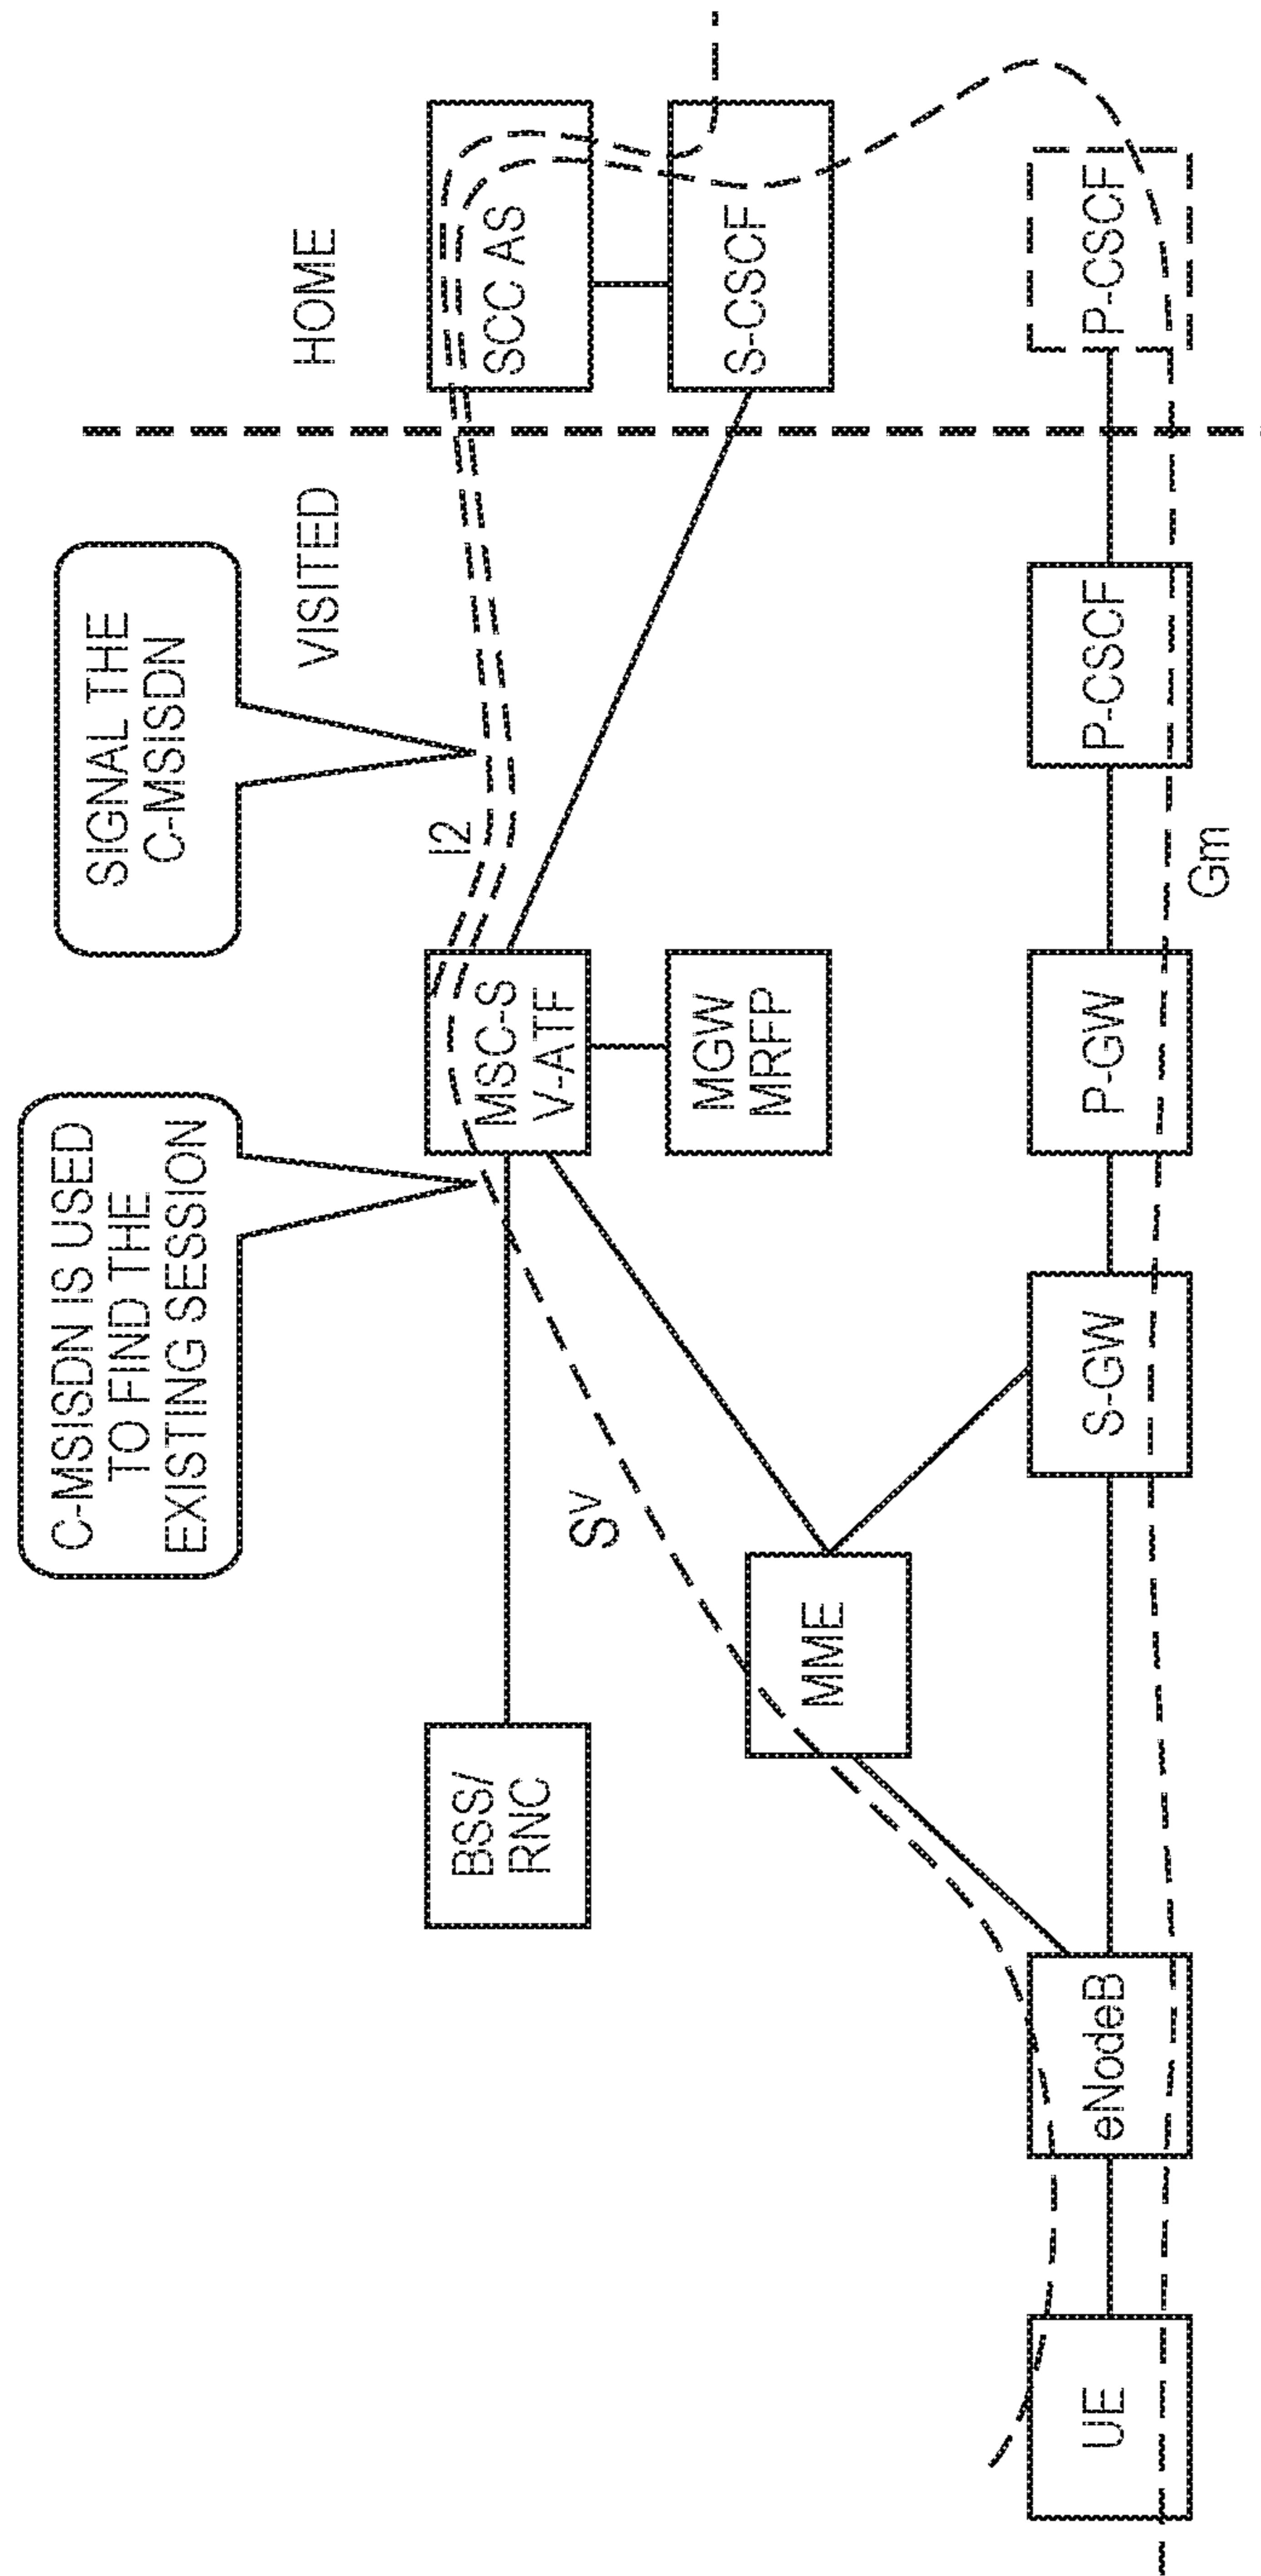 C-MSISDN IS USED
TO FIND THE
EXISTING SESSION
SIGNAL THE
C-MSISDN
VISITED
HOME
BSS/
RNC
MSC-S
V-ATF
I2
SCC AS
Sv
MGW
MRFP
S-CSCF
MME
UE
eNodeB
S-GW
P-GW
P-CSCF
P-CSCF
Gm